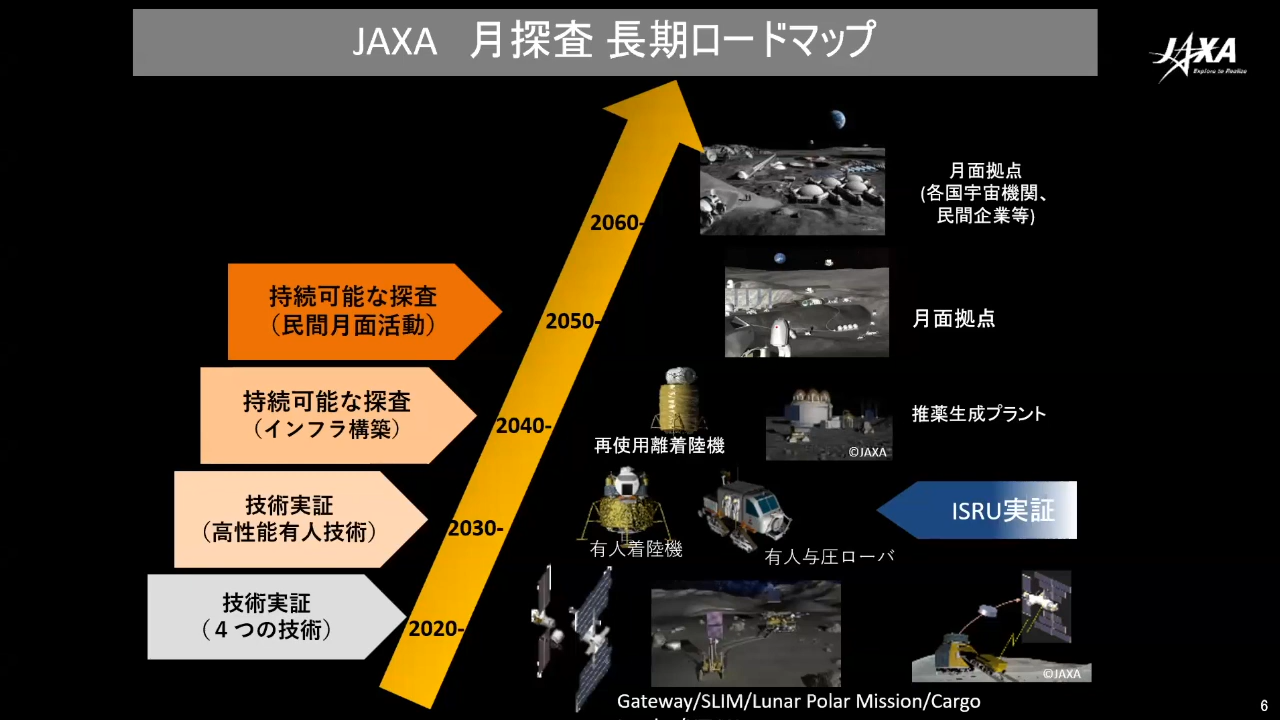 JAXA 月探査 長期ロードマップ
JAXA
Explore to Realize
2060-
月面拠点
(各国宇宙機関、
民間企業等)
持続可能な探査
（民間月面活動）
2050-
月面拠点
持続可能な探査
（インフラ構築）
2040-
再使用離着陸機
©JAXA
推薬生成プラント
技術実証
（高性能有人技術）
2030-
有人着陸機
有人与圧ローバ
ISRU実証
技術実証
（４つの技術）
2020-
©JAXA
Gateway/SLIM/Lunar Polar Mission/Cargo
6